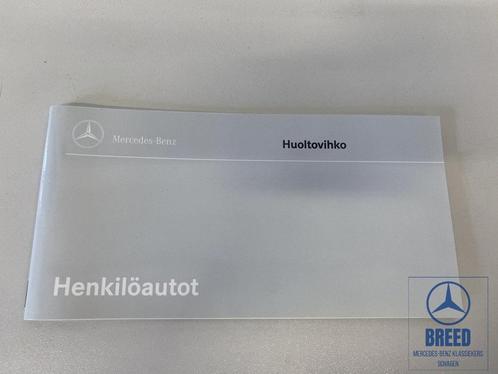 Mercedes-Benz
Huoltovihko
Henkilöautot
BREED
MERCEDES-BENZ KLASSIEKERS
SCHAGEN